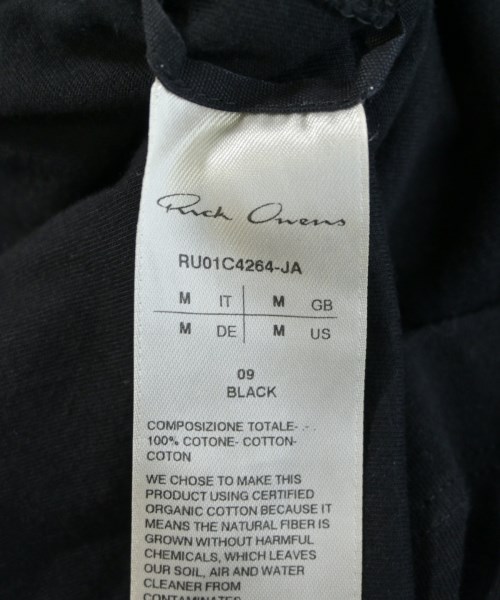 Rick Owens
RU01C4264-JA
M IT M GB
M DE M US
09
BLACK
COMPOSIZIONE TOTALE- .- .
100% COTONE- COTTON-
COTON
WE CHOSE TO MAKE THIS
PRODUCT USING CERTIFIED
ORGANIC COTTON BECAUSE IT
MEANS THE NATURAL FIBER IS
GROWN WITHOUT HARMFUL
CHEMICALS, WHICH LEAVES
OUR SOIL, AIR AND WATER
CLEANER FROM
CONTAMINATES